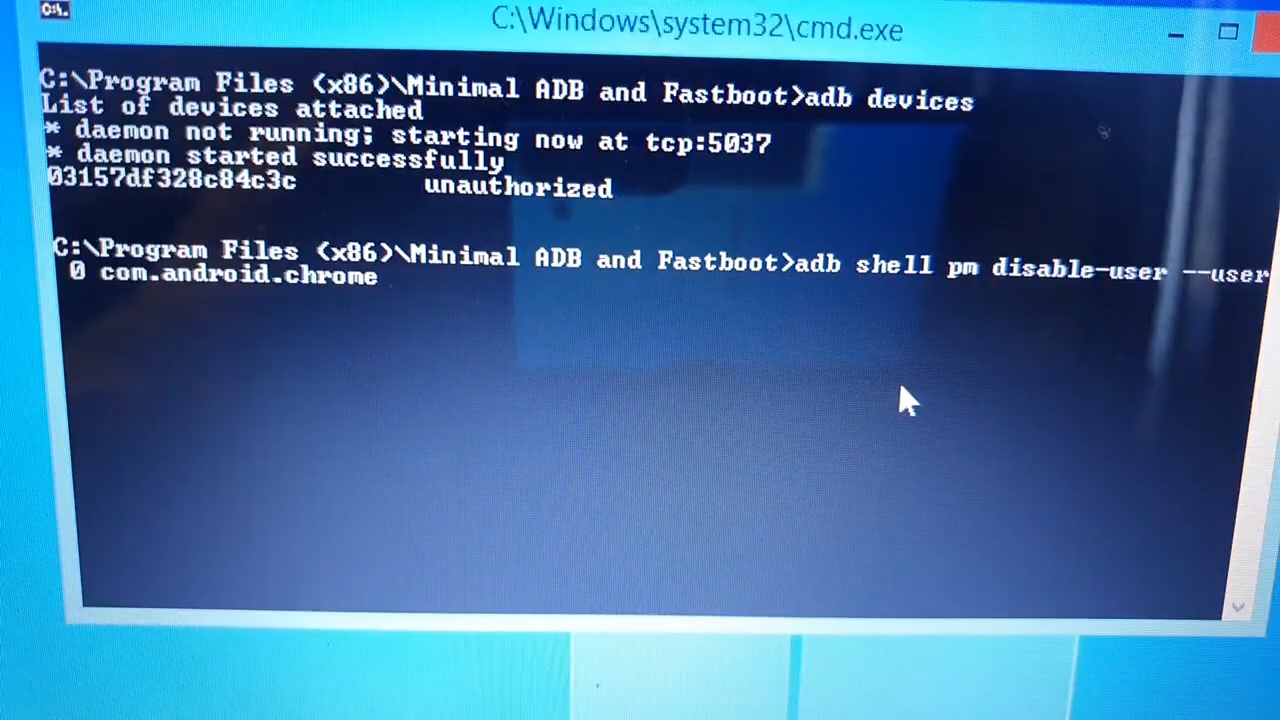 C:\Windows\system32\cmd.exe
C:\Program Files (x86)\Minimal ADB and Fastboot>adb devices
List of devices attached
* daemon not running; starting now at tcp:5037
* daemon started successfully
03157df328c84c3c        unauthorized
C:\Program Files (x86)\Minimal ADB and Fastboot>adb shell pm disable-user --user
 0 com.android.chrome